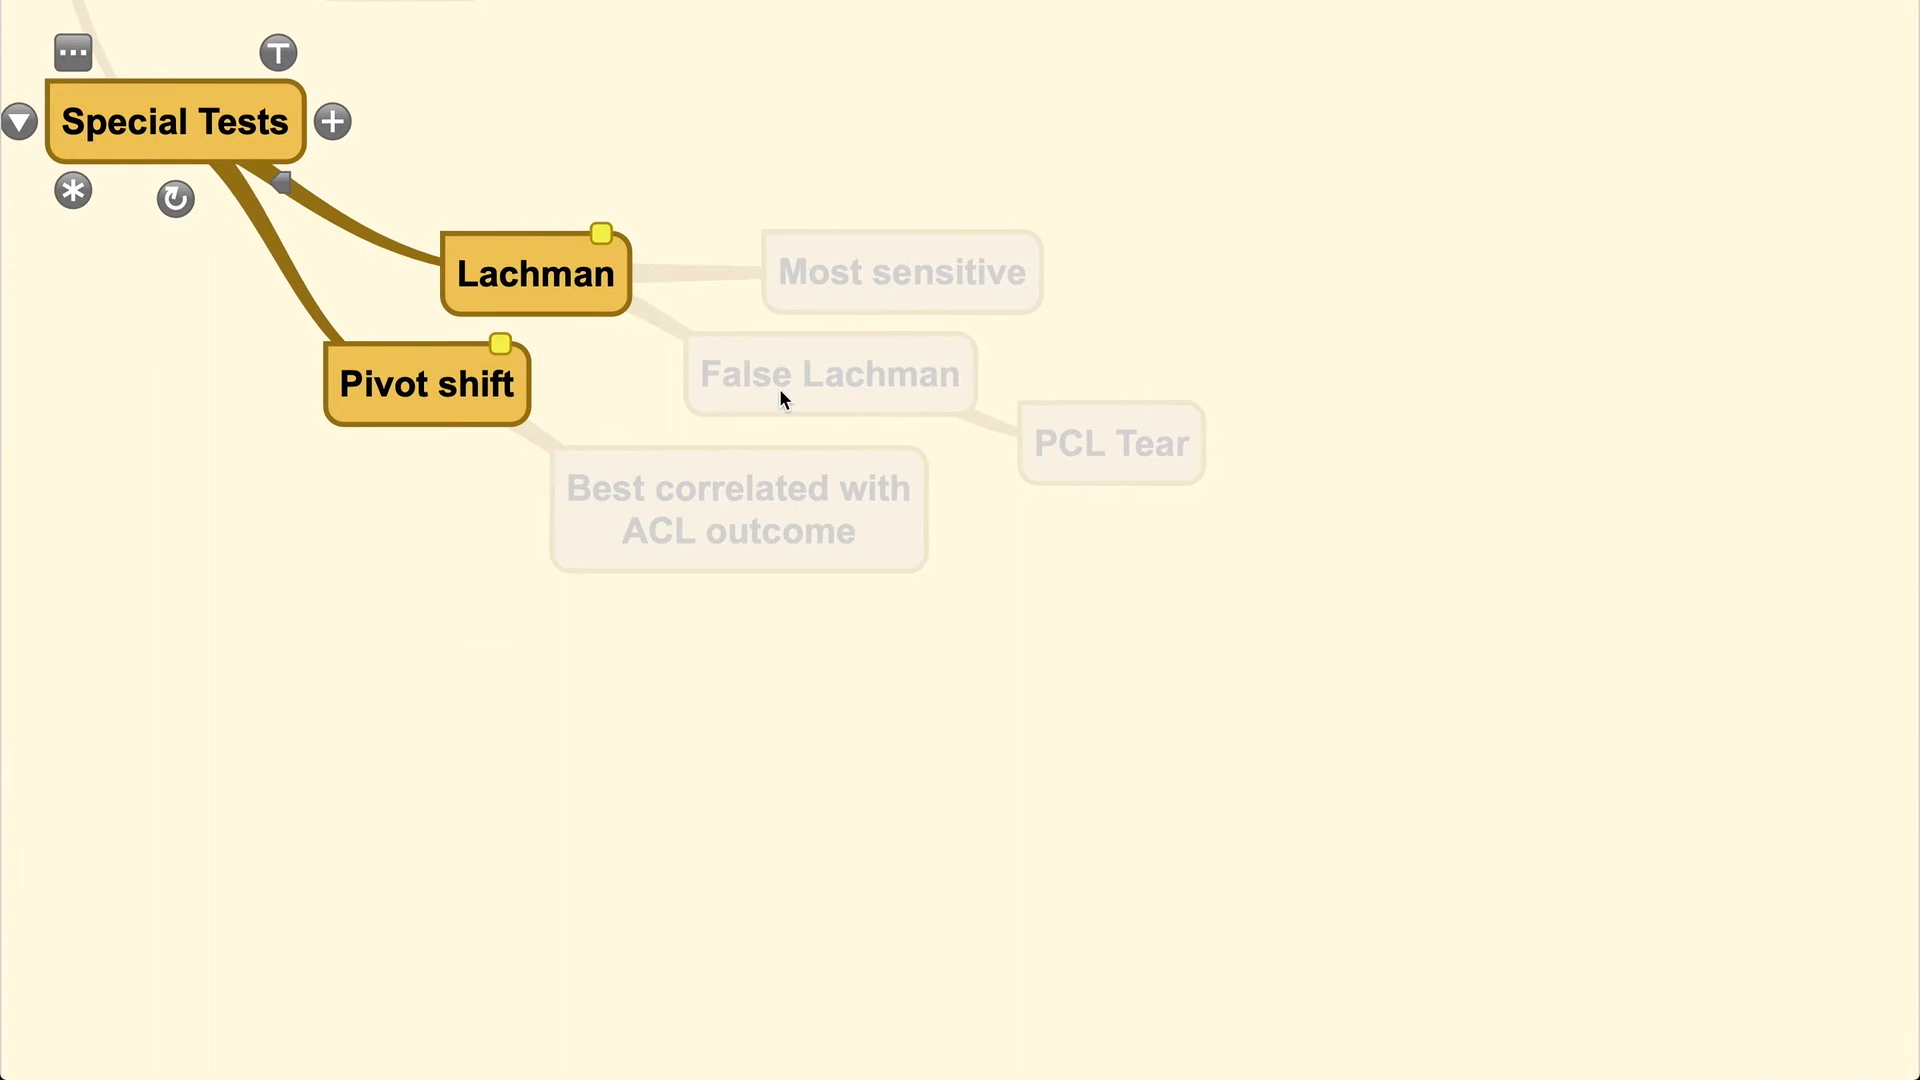 Special Tests
Lachman
Most sensitive
False Lachman
Pivot shift
PCL Tear
Best correlated with
ACL outcome